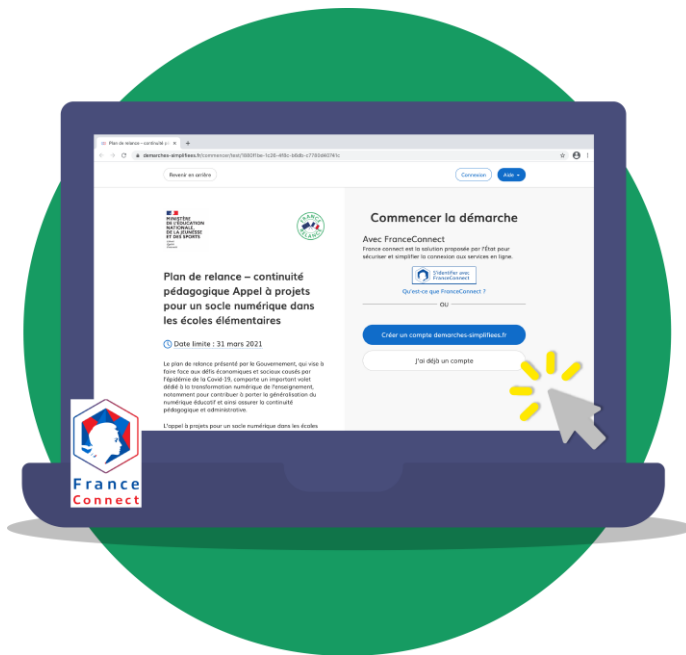 Plan de relance – continuité p
demarches-simplifiees.fr/commencer/test/
Revenir en arrière
Connexion
Aide
MINISTÈRE
DE L'ÉDUCATION
NATIONALE,
DE LA JEUNESSE
ET DES SPORTS
FRANCE
RELANCE
Plan de relance – continuité
pédagogique Appel à projets
pour un socle numérique dans
les écoles élémentaires
Date limite : 31 mars 2021
Le plan de relance présenté par le Gouvernement, qui vise à
faire face aux défis économiques et sociaux causés par
l'épidémie de la Covid-19, comporte un important volet
dédié à la transformation numérique de l'enseignement,
notamment pour contribuer à porter la généralisation du
numérique éducatif et ainsi assurer la continuité
pédagogique et administrative.
L'appel à projets pour un socle numérique dans les écoles
Commencer la démarche
Avec FranceConnect
France connect est la solution proposée par l'État pour
sécuriser et simplifier la connexion aux services en ligne.
S'identifier avec
FranceConnect
Qu'est-ce que FranceConnect ?
OU
Créer un compte demarches-simplifiees.fr
J'ai déjà un compte
France
Connect